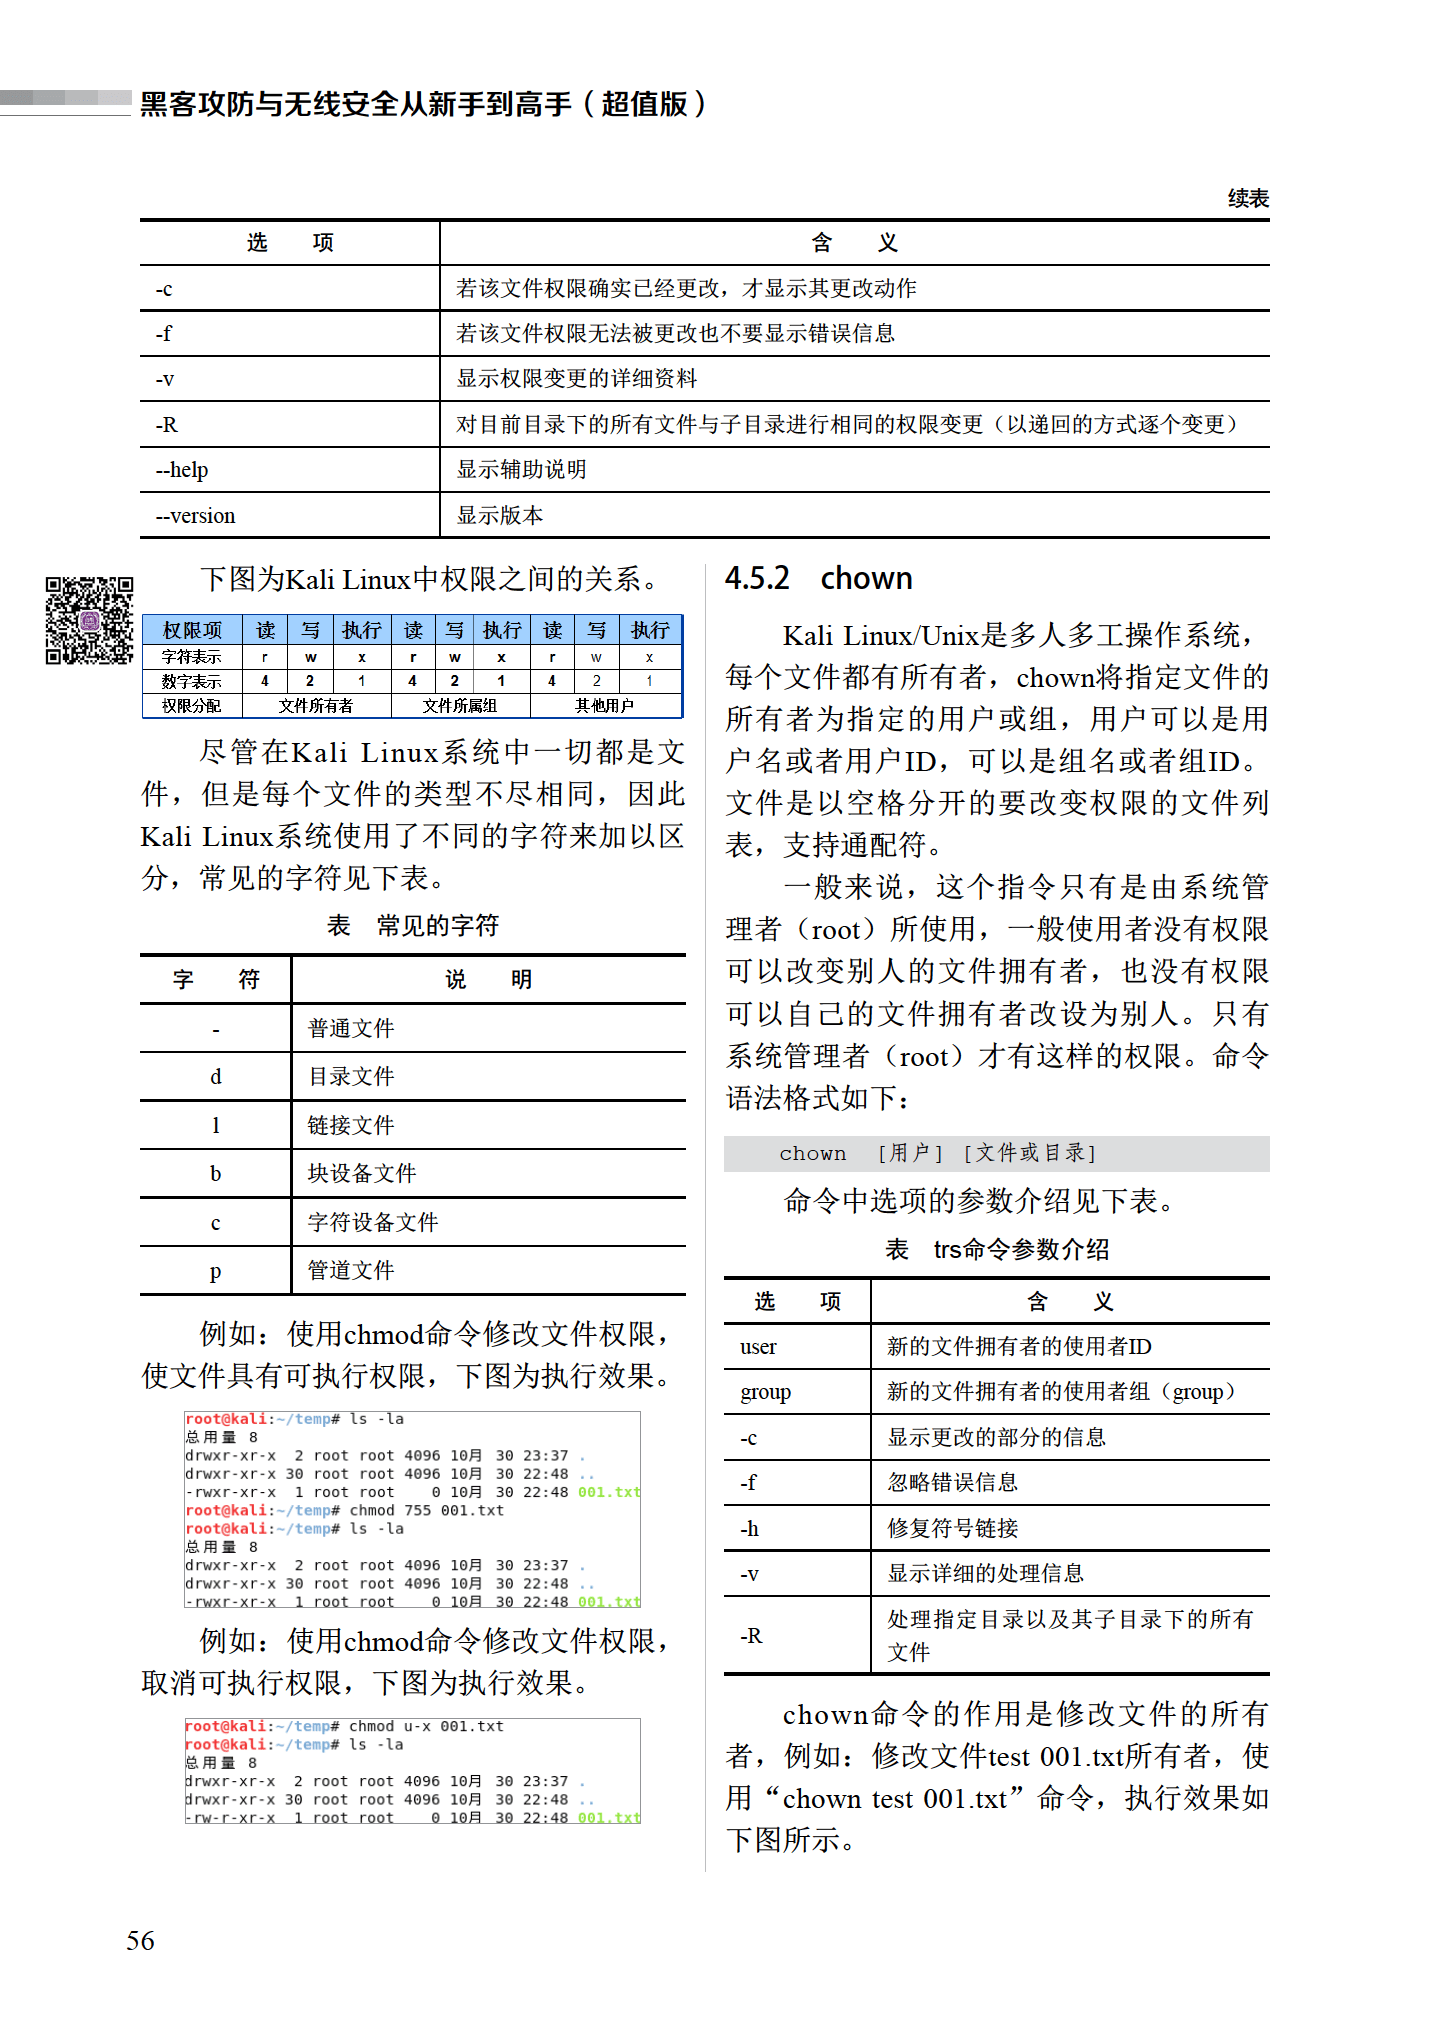 黑客攻防与无线安全从新手到高手（超值版）
续表
选 项 含 义
-c 若该文件权限确实已经更改，才显示其更改动作
-f 若该文件权限无法被更改也不要显示错误信息
-v 显示权限变更的详细资料
-R 对目前目录下的所有文件与子目录进行相同的权限变更（以递回的方式逐个变更）
--help 显示辅助说明
--version 显示版本
下图为Kali Linux中权限之间的关系。
权限项 读 写 执行 读 写 执行 读 写 执行
字符表示 r w x r w x r w x
数字表示 4 2 1 4 2 1 4 2 1
权限分配 文件所有者 文件所属组 其他用户
尽管在Kali Linux系统中一切都是文
件，但是每个文件的类型不尽相同，因此
Kali Linux系统使用了不同的字符来加以区
分，常见的字符见下表。
表 常见的字符
字 符 说 明
- 普通文件
d 目录文件
l 链接文件
b 块设备文件
c 字符设备文件
p 管道文件
例如：使用chmod命令修改文件权限，
使文件具有可执行权限，下图为执行效果。
root@kali:~/temp# ls -la
总用量 8
drwxr-xr-x 2 root root 4096 10月 30 23:37 .
drwxr-xr-x 30 root root 4096 10月 30 22:48 ..
-rwxr-xr-x 1 root root 0 10月 30 22:48 001.txt
root@kali:~/temp# chmod 755 001.txt
root@kali:~/temp# ls -la
总用量 8
drwxr-xr-x 2 root root 4096 10月 30 23:37 .
drwxr-xr-x 30 root root 4096 10月 30 22:48 ..
-rwxr-xr-x 1 root root 0 10月 30 22:48 001.txt
例如：使用chmod命令修改文件权限，
取消可执行权限，下图为执行效果。
root@kali:~/temp# chmod u-x 001.txt
root@kali:~/temp# ls -la
总用量 8
drwxr-xr-x 2 root root 4096 10月 30 23:37 .
drwxr-xr-x 30 root root 4096 10月 30 22:48 ..
-rw-r-xr-x 1 root root 0 10月 30 22:48 001.txt
4.5.2 chown
Kali Linux/Unix是多人多工操作系统，
每个文件都有所有者，chown将指定文件的
所有者为指定的用户或组，用户可以是用
户名或者用户ID，可以是组名或者组ID。
文件是以空格分开的要改变权限的文件列
表，支持通配符。
一般来说，这个指令只有是由系统管
理者（root）所使用，一般使用者没有权限
可以改变别人的文件拥有者，也没有权限
可以自己的文件拥有者改设为别人。只有
系统管理者（root）才有这样的权限。命令
语法格式如下：
chown [用户] [文件或目录]
命令中选项的参数介绍见下表。
表 trs命令参数介绍
选 项 含 义
user 新的文件拥有者的使用者ID
group 新的文件拥有者的使用者组（group）
-c 显示更改的部分的信息
-f 忽略错误信息
-h 修复符号链接
-v 显示详细的处理信息
-R 处理指定目录以及其子目录下的所有
文件
chown命令的作用是修改文件的所有
者，例如：修改文件test 001.txt所有者，使
用“chown test 001.txt”命令，执行效果如
下图所示。
56